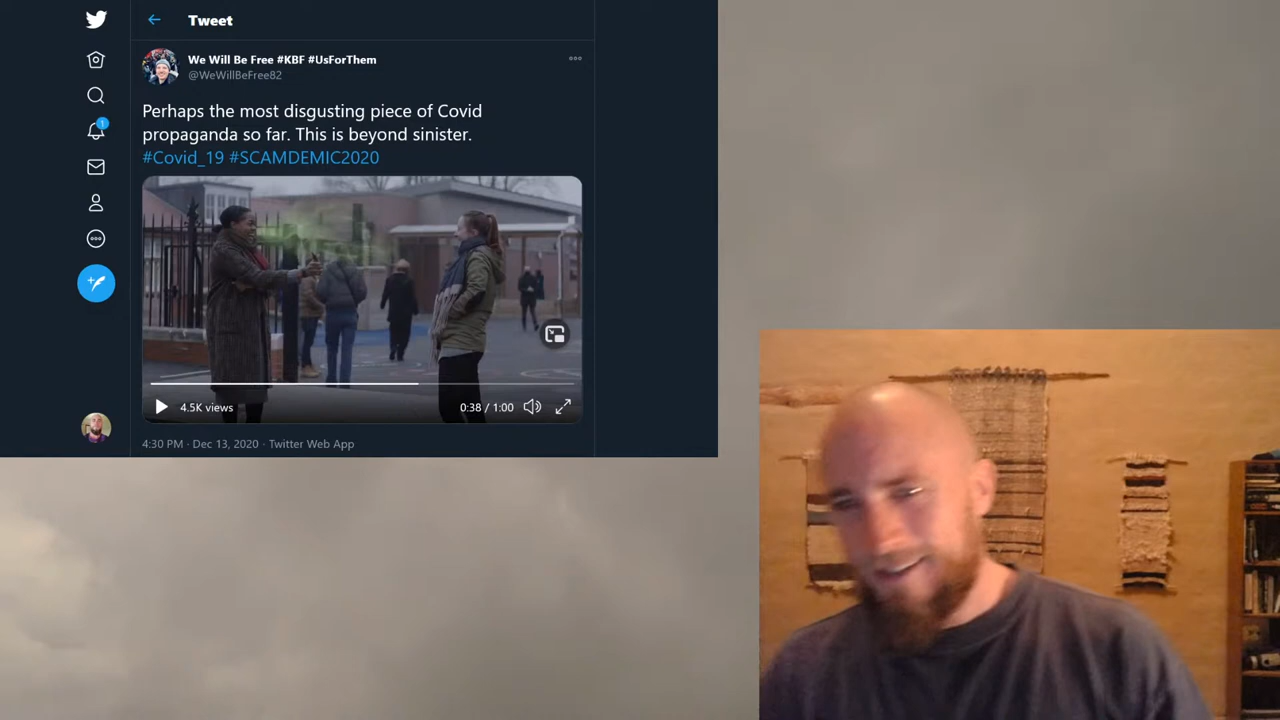 Tweet
We Will Be Free #KBF #UsForThem
@WeWillBeFree82
Perhaps the most disgusting piece of Covid
propaganda so far. This is beyond sinister.
#Covid_19 #SCAMDEMIC2020
1
4.5K views
0:38 / 1:00
4:30 PM · Dec 13, 2020 · Twitter Web App